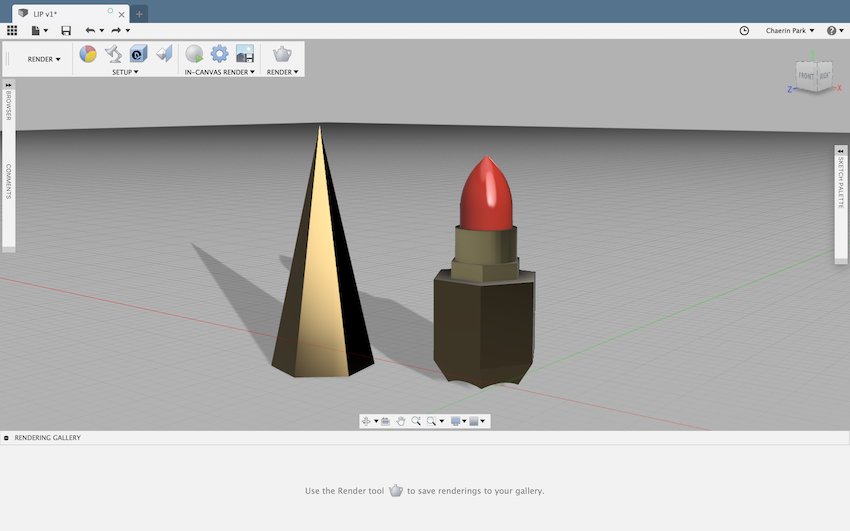 LIP v1*
Chaerin Park
?
RENDER
SETUP
IN-CANVAS RENDER
RENDER
BROWSER
COMMENTS
FRONT
RIGHT
Z
X
SKETCH PALETTE
RENDERING GALLERY
Use the Render tool to save renderings to your gallery.